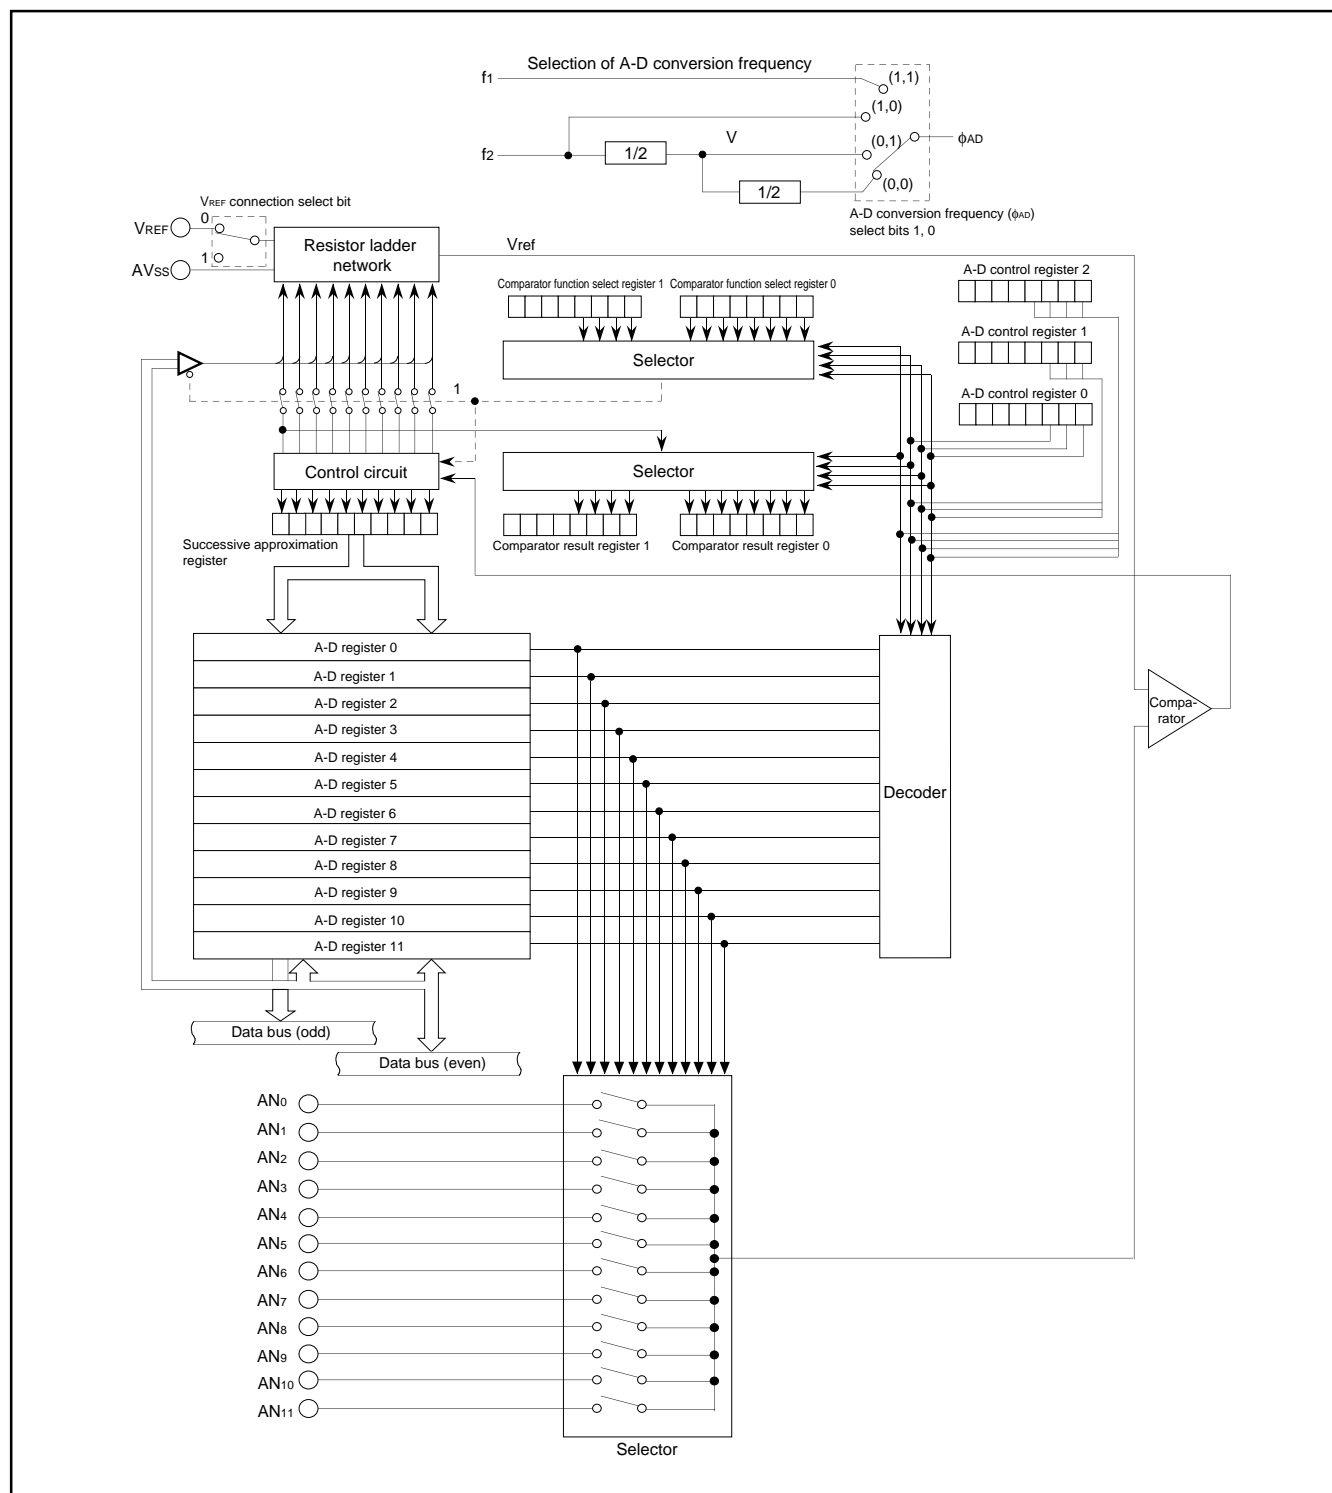 Selection of A-D conversion frequency
f1
(1,1)
(1,0)
V
(0,1)
ϕAD
f2
1/2
1/2
(0,0)
A-D conversion frequency (ϕAD)
select bits 1, 0
VREF connection select bit
0
VREF
1
AVSS
Resistor ladder
network
Vref
Comparator function select register 1
Comparator function select register 0
A-D control register 2
A-D control register 1
A-D control register 0
Selector
1
Control circuit
Selector
Successive approximation
register
Comparator result register 1
Comparator result register 0
A-D register 0
A-D register 1
A-D register 2
A-D register 3
A-D register 4
A-D register 5
A-D register 6
A-D register 7
A-D register 8
A-D register 9
A-D register 10
A-D register 11
Decoder
Compa-
rator
Data bus (odd)
Data bus (even)
AN0
AN1
AN2
AN3
AN4
AN5
AN6
AN7
AN8
AN9
AN10
AN11
Selector